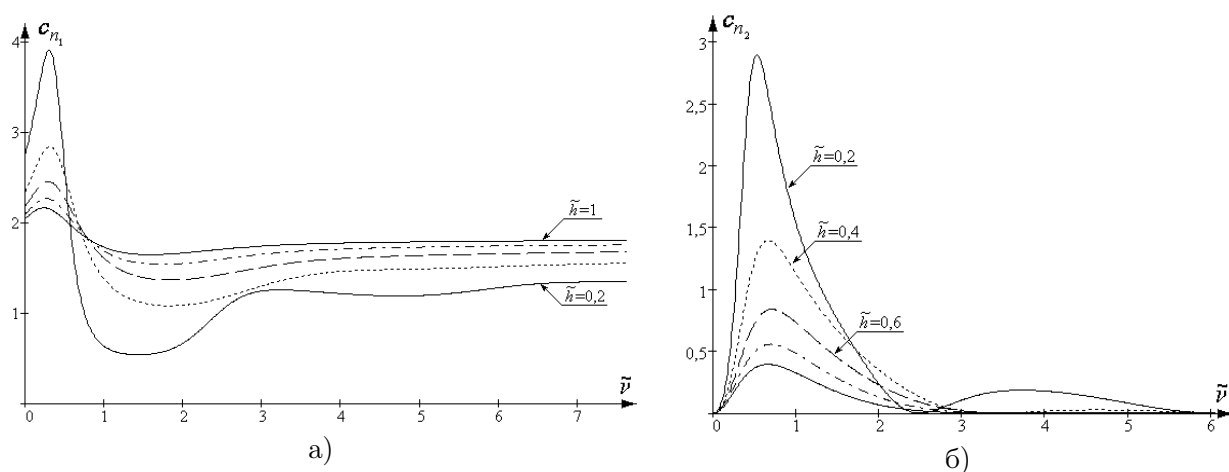 c_{n_1}
4
3
2
1
h̃=1
h̃=0,2
ṽ
0 1 2 3 4 5 6 7
а)
c_{n_2}
3
2,5
2
1,5
1
0,5
h̃=0,2
h̃=0,4
h̃=0,6
ṽ
0 1 2 3 4 5 6
б)